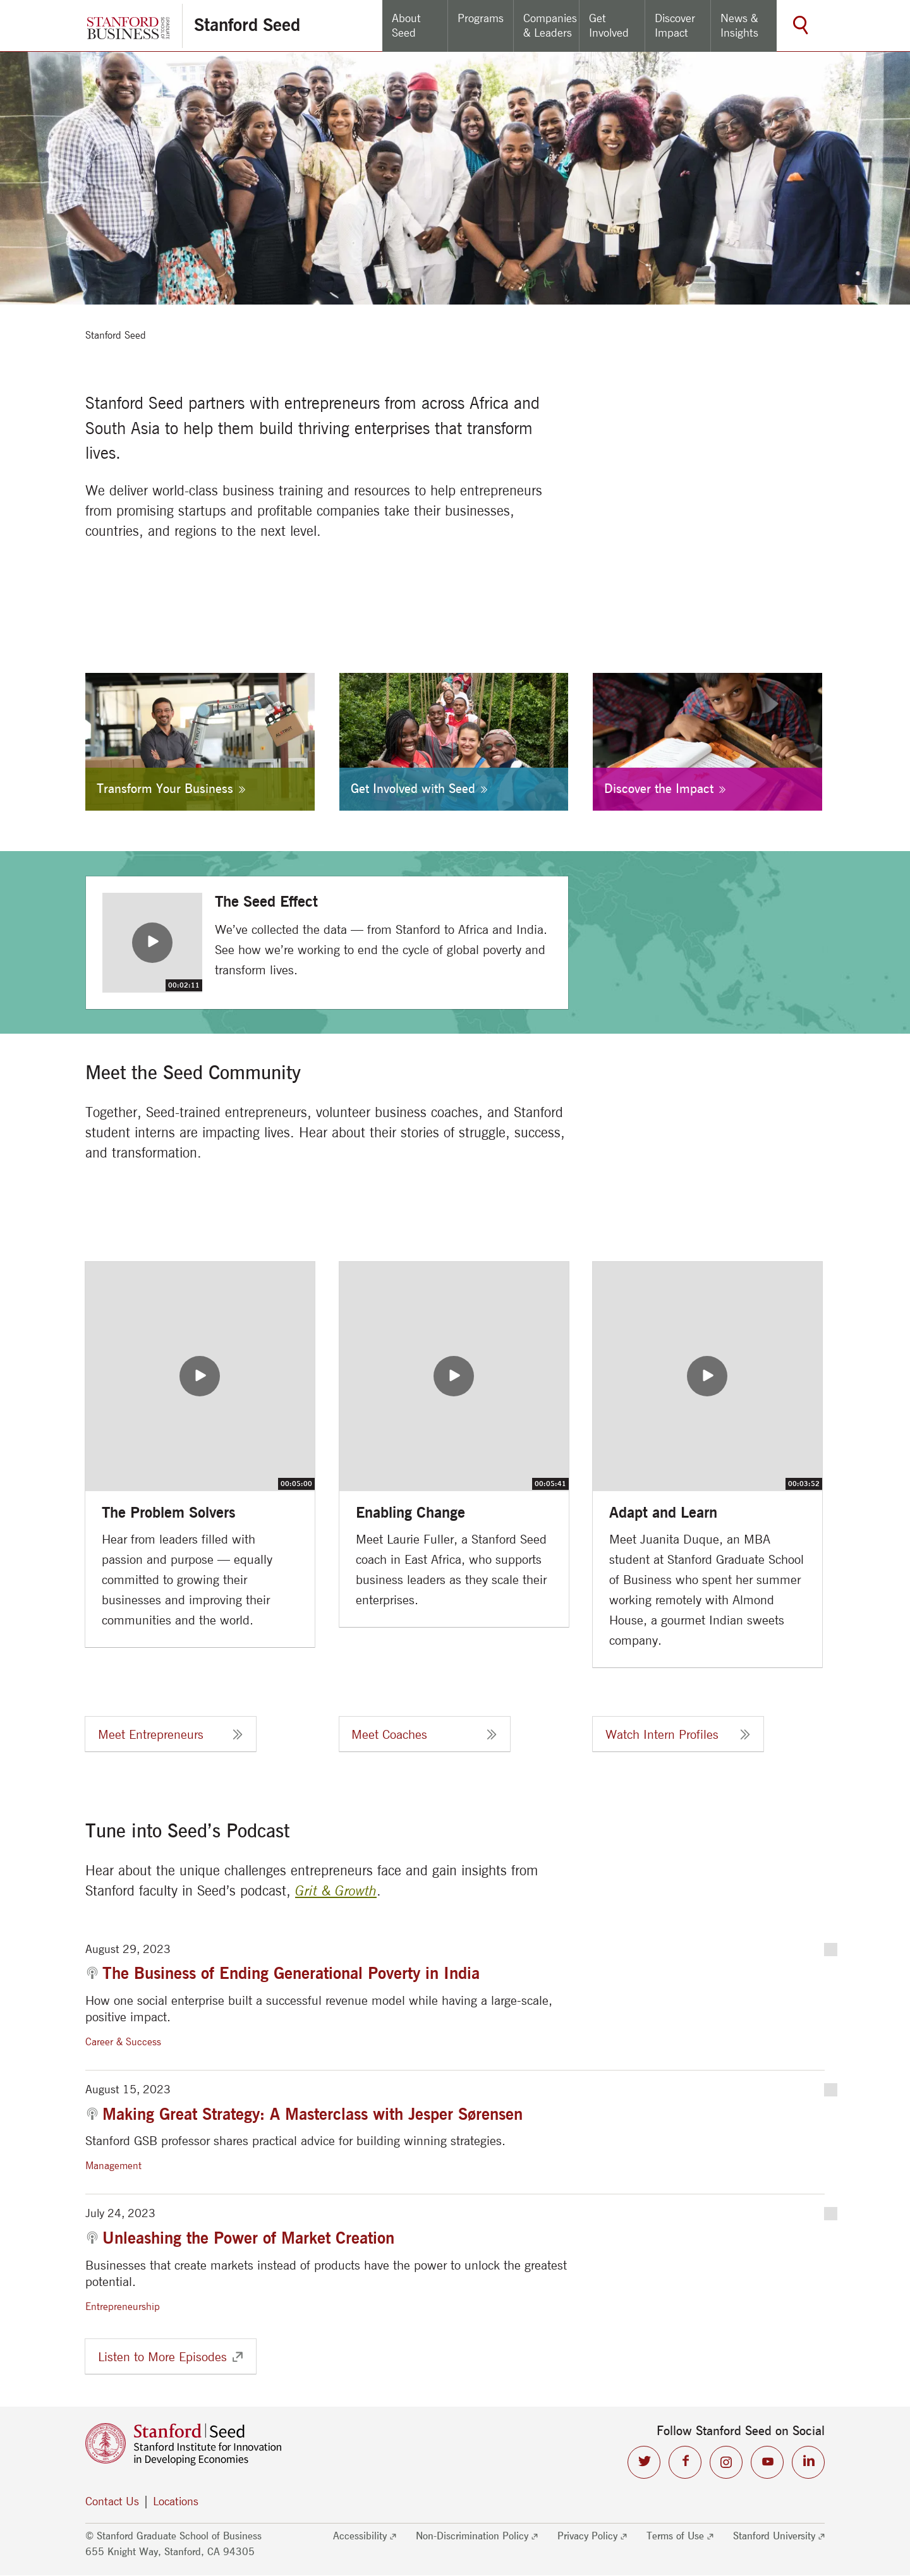 STANFORD
BUSINESS
GRADUATE
SCHOOL OF
BUSINESS
Stanford Seed
About
Seed
Programs
Companies
& Leaders
Get
Involved
Discover
Impact
News &
Insights
Stanford Seed
Stanford Seed partners with entrepreneurs from across Africa and
South Asia to help them build thriving enterprises that transform
lives.
We deliver world-class business training and resources to help entrepreneurs
from promising startups and profitable companies take their businesses,
countries, and regions to the next level.
Transform Your Business »
Get Involved with Seed »
Discover the Impact »
The Seed Effect
We’ve collected the data — from Stanford to Africa and India.
See how we’re working to end the cycle of global poverty and
transform lives.
00:02:11
Meet the Seed Community
Together, Seed-trained entrepreneurs, volunteer business coaches, and Stanford
student interns are impacting lives. Hear about their stories of struggle, success,
and transformation.
00:05:00
The Problem Solvers
Hear from leaders filled with
passion and purpose — equally
committed to growing their
businesses and improving their
communities and the world.
00:05:41
Enabling Change
Meet Laurie Fuller, a Stanford Seed
coach in East Africa, who supports
business leaders as they scale their
enterprises.
00:03:52
Adapt and Learn
Meet Juanita Duque, an MBA
student at Stanford Graduate School
of Business who spent her summer
working remotely with Almond
House, a gourmet Indian sweets
company.
Meet Entrepreneurs
Meet Coaches
Watch Intern Profiles
Tune into Seed’s Podcast
Hear about the unique challenges entrepreneurs face and gain insights from
Stanford faculty in Seed’s podcast, Grit & Growth.
August 29, 2023
The Business of Ending Generational Poverty in India
How one social enterprise built a successful revenue model while having a large-scale,
positive impact.
Career & Success
August 15, 2023
Making Great Strategy: A Masterclass with Jesper Sørensen
Stanford GSB professor shares practical advice for building winning strategies.
Management
July 24, 2023
Unleashing the Power of Market Creation
Businesses that create markets instead of products have the power to unlock the greatest
potential.
Entrepreneurship
Listen to More Episodes
Stanford | Seed
Stanford Institute for Innovation
in Developing Economies
Follow Stanford Seed on Social
Contact Us | Locations
© Stanford Graduate School of Business
655 Knight Way, Stanford, CA 94305
Accessibility
Non-Discrimination Policy
Privacy Policy
Terms of Use
Stanford University